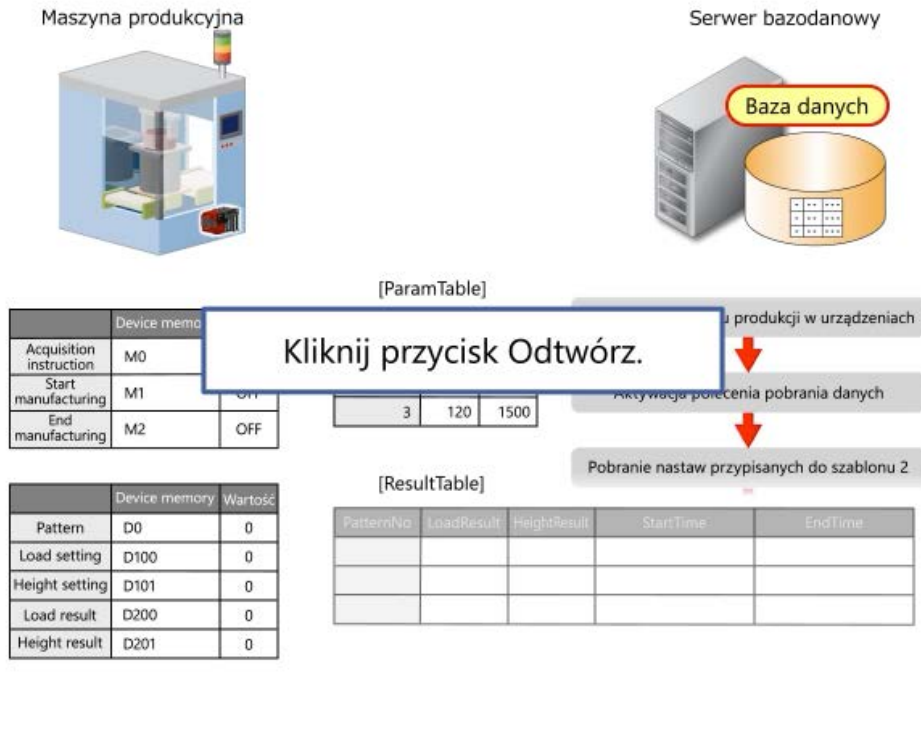 Maszyna produkcyjna
Serwer bazodanowy
Baza danych
[ParamTable]
Device memo
Acquisition
instruction
M0
Start
manufacturing
M1
End
manufacturing
M2
OFF
Kliknij przycisk Odtwórz.
3 120 1500
produkcji w urządzeniach
pobrania danych
Pobranie nastaw przypisanych do szablonu 2
Device memory Wartość
Pattern D0 0
Load setting D100 0
Height setting D101 0
Load result D200 0
Height result D201 0
[ResultTable]
PatternNo LoadResult HeightResult StartTime EndTime